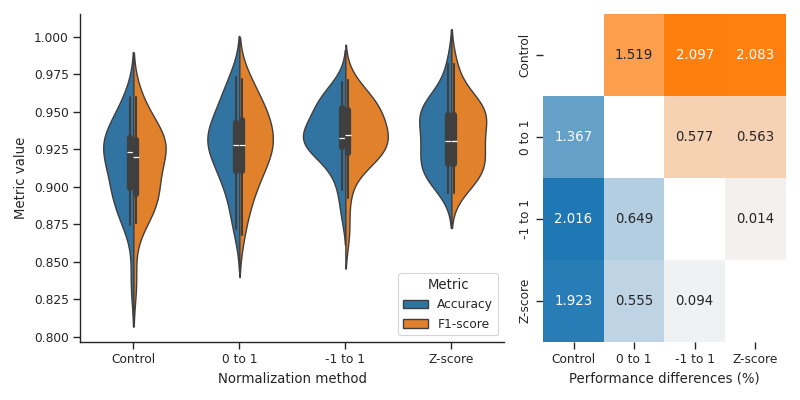 Metric value
1.000
0.975
0.950
0.925
0.900
0.875
0.850
0.825
0.800
Control
0 to 1
-1 to 1
Z-score
Normalization method
Metric
Accuracy
F1-score
Control
0 to 1
-1 to 1
Z-score
1.519 2.097 2.083
1.367 0.577 0.563
2.016 0.649 0.014
1.923 0.555 0.094
Control
0 to 1
-1 to 1
Z-score
Performance differences (%)